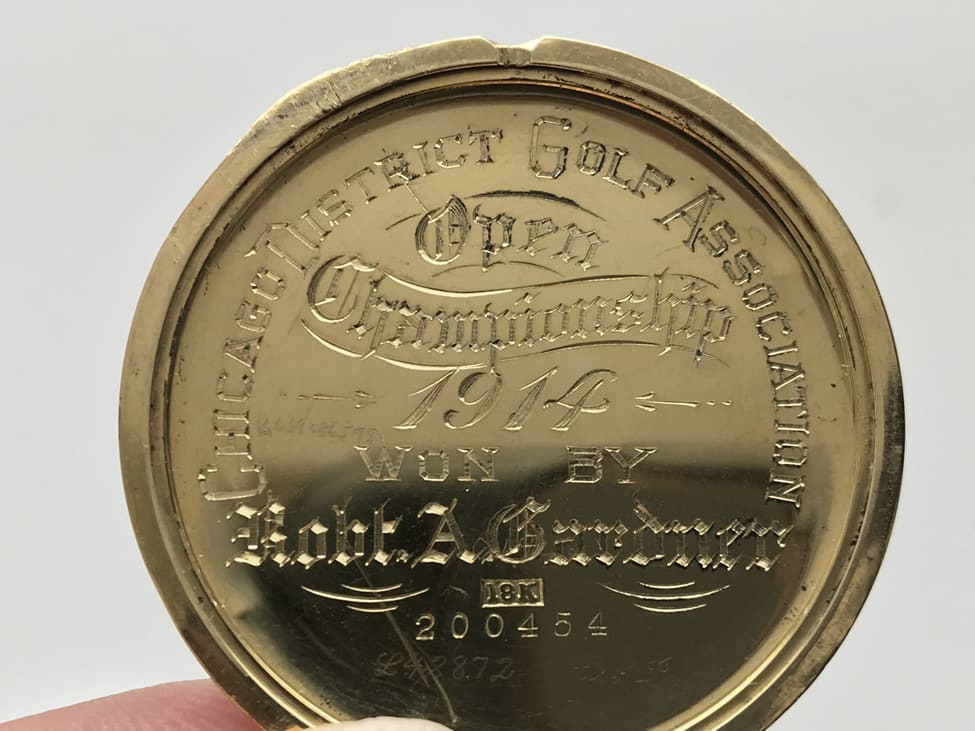 CHICAGO DISTRICT GOLF ASSOCIATION
Open
Championship
1914
WON BY
Robt. A. Gardner
18K
200454